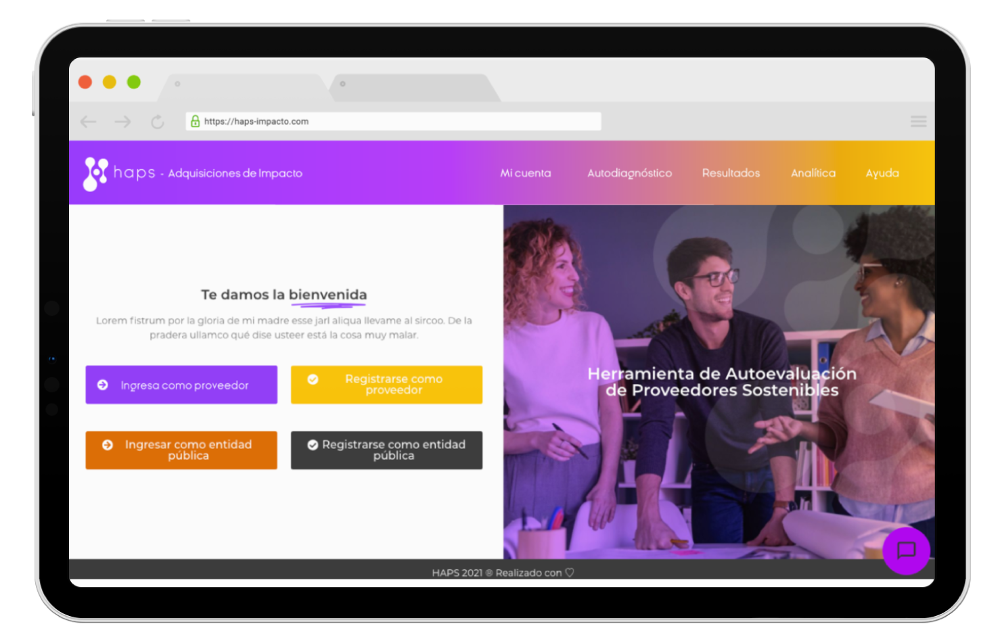 https://haps-impacto.com
haps - Adquisiciones de Impacto
Mi cuenta
Autodiagnóstico
Resultados
Analítica
Ayuda
Te damos la bienvenida
Lorem fistrum por la gloria de mi madre esse jarl aliqua llevame al sircoo. De la
pradera ullamco qué dise usteer está la cosa muy malar.
Ingresa como proveedor
Registrarse como
proveedor
Ingresar como entidad
pública
Registrarse como entidad
pública
Herramienta de Autoevaluación
de Proveedores Sostenibles
HAPS 2021 ® Realizado con ♡